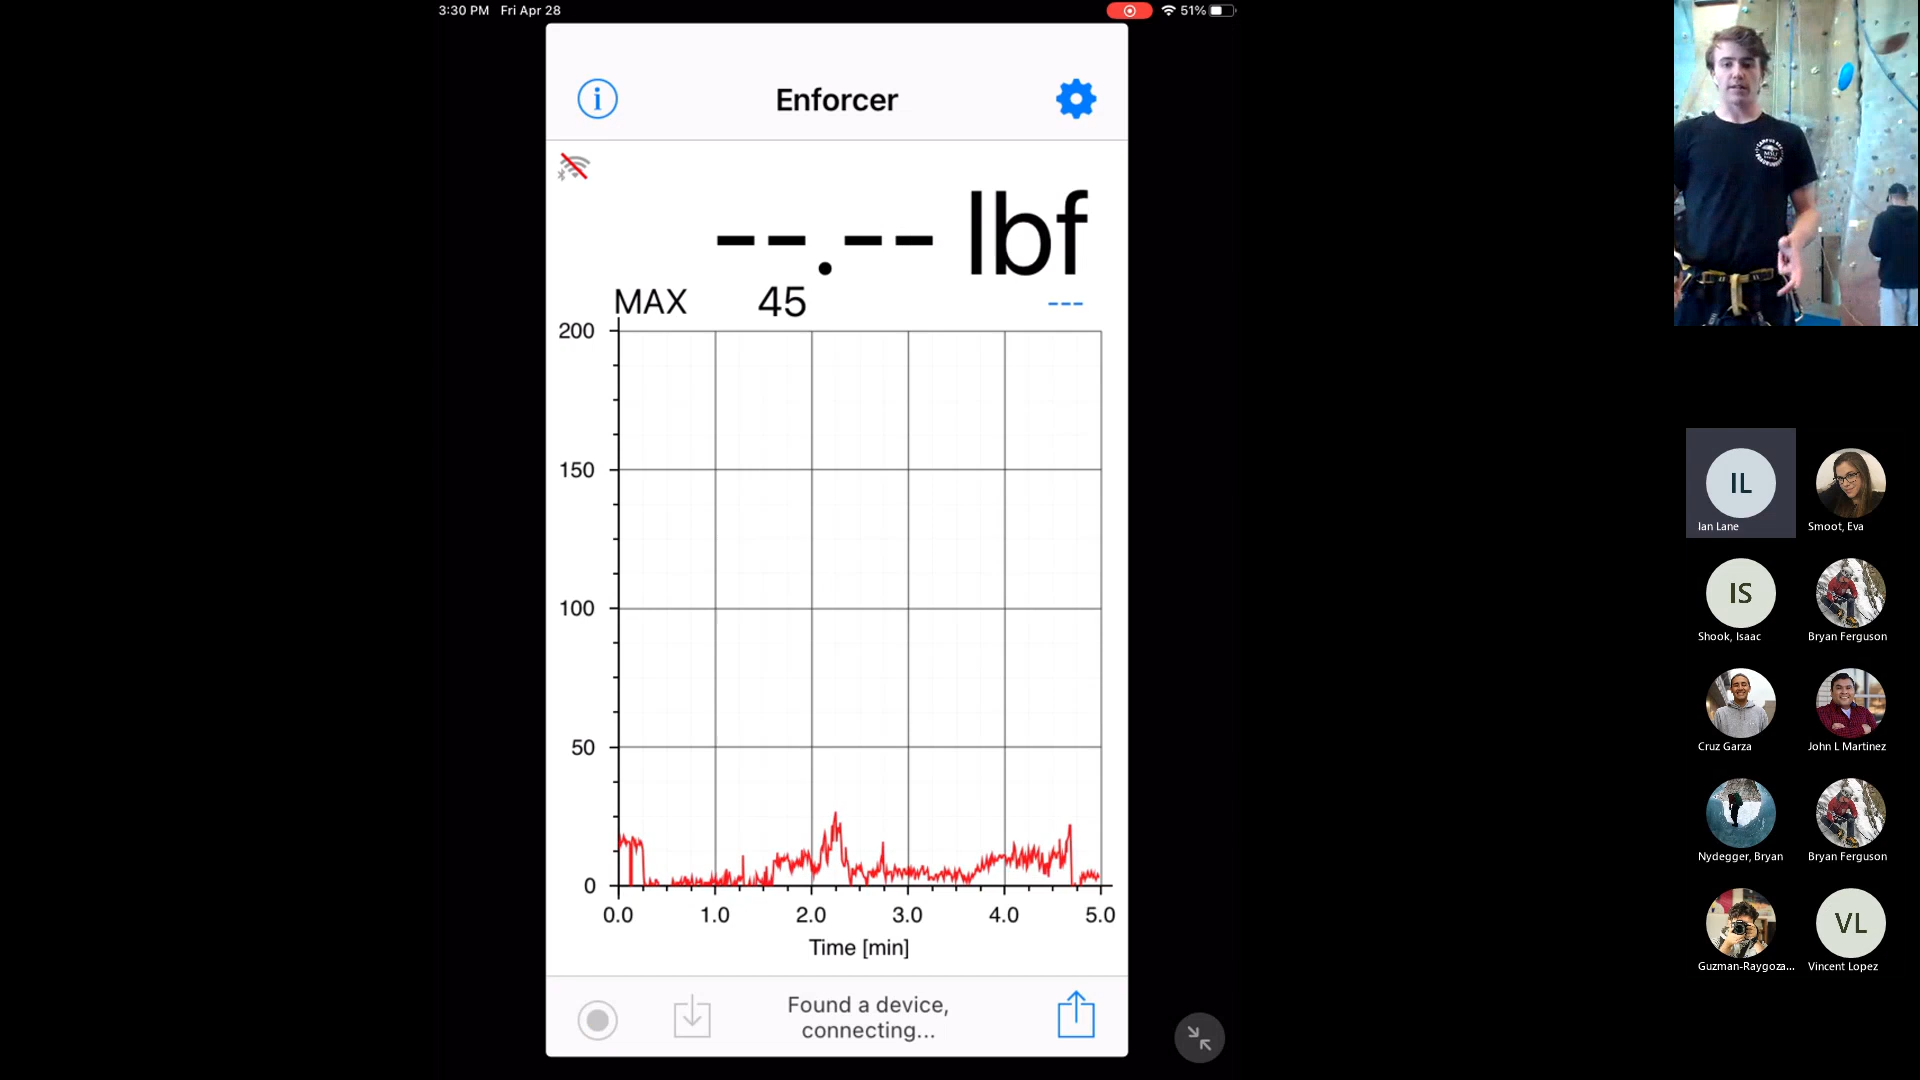 3:30 PM Fri Apr 28
51%
Enforcer
--.-- lbf
MAX 45 ---
200
150
100
50
0
0.0 1.0 2.0 3.0 4.0 5.0
Time [min]
Found a device,
connecting...
IL
Ian Lane
Smoot, Eva
IS
Shook, Isaac
Bryan Ferguson
Cruz Garza
John L Martinez
Nydegger, Bryan
Bryan Ferguson
Guzman-Raygoza...
VL
Vincent Lopez